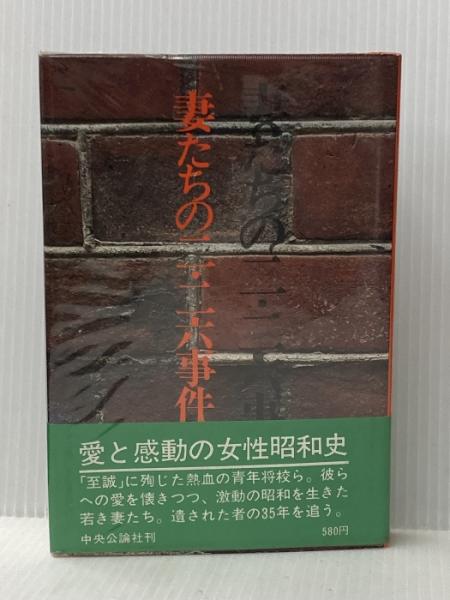 妻たちの二・二六事件
愛と感動の女性昭和史
「至誠」に殉じた熱血の青年将校ら。彼ら
への愛を懐きつつ、激動の昭和を生きた
若き妻たち。遺された者の35年を追う。
中央公論社刊
580円